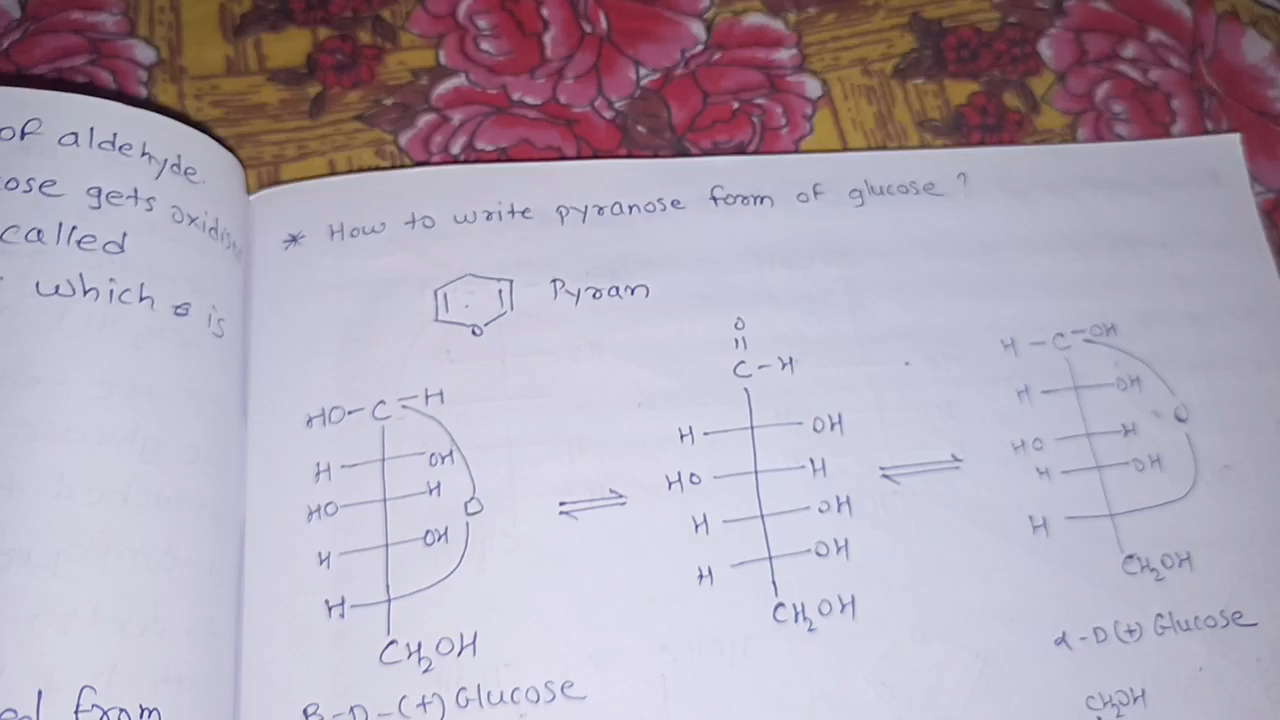 of aldehyde.
ose gets oxidis
called
which is
ed from
* How to write pyranose form of glucose ?
O Pyran
HO-C-H
H OH
HO H
O
H OH
H
CH2OH
B-D-(+) Glucose
O
C-H
H OH
HO H
H OH
H OH
CH2OH
H-C-OH
H OH
O
HO H
H OH
H
CH2OH
α-D(+) Glucose
CH2OH